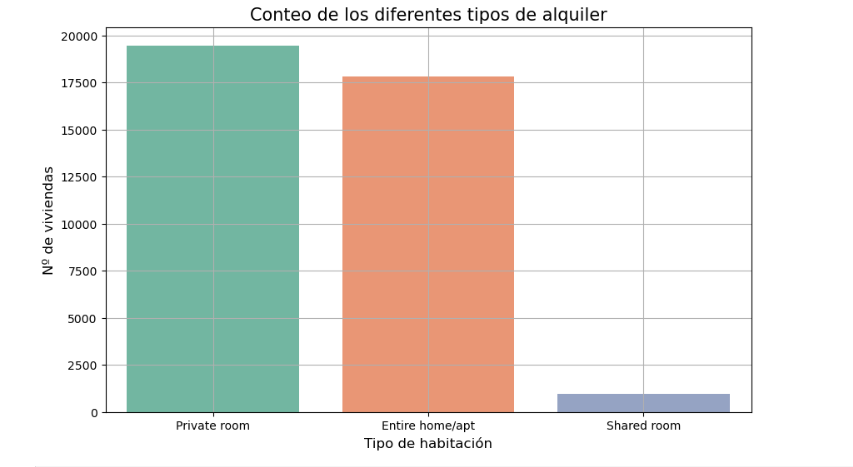 Conteo de los diferentes tipos de alquiler
20000
17500
15000
12500
10000
7500
5000
2500
0
Nº de viviendas
Private room
Entire home/apt
Shared room
Tipo de habitación